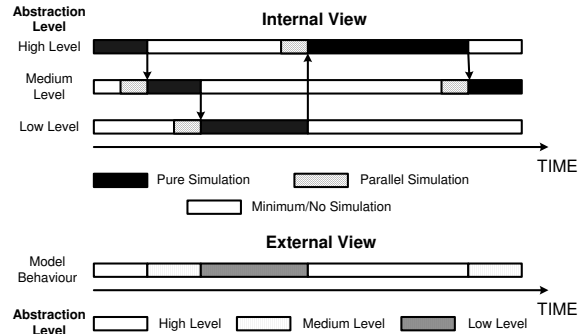 Abstraction
Level
Internal View
High Level
Medium
Level
Low Level
TIME
Pure Simulation
Parallel Simulation
Minimum/No Simulation
External View
Model
Behaviour
TIME
Abstraction
Level
High Level
Medium Level
Low Level